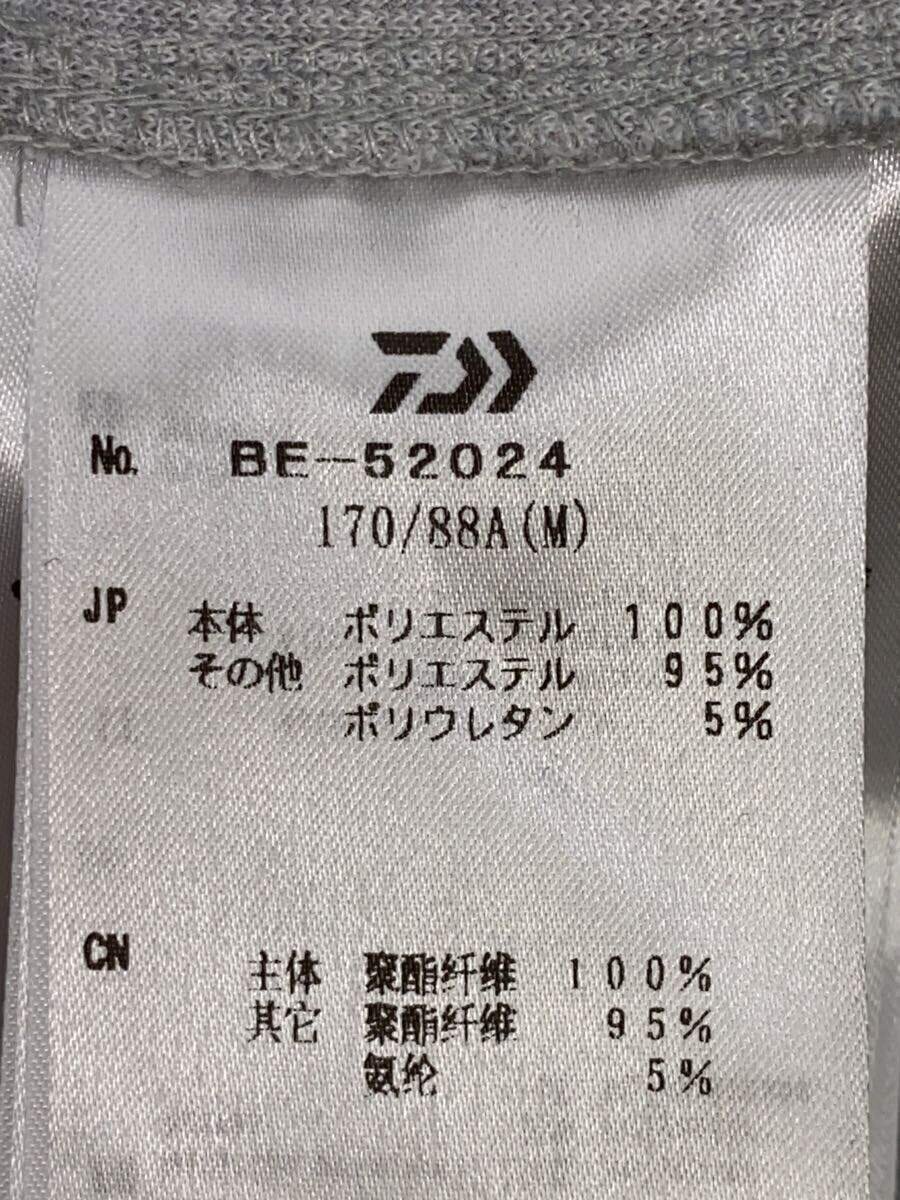 No. BE-52024
170/88A(M)
JP 本体 ポリエステル 100%
その他 ポリエステル 95%
ポリウレタン 5%
CN 主体 聚酯纤维 100%
其它 聚酯纤维 95%
氨纶 5%